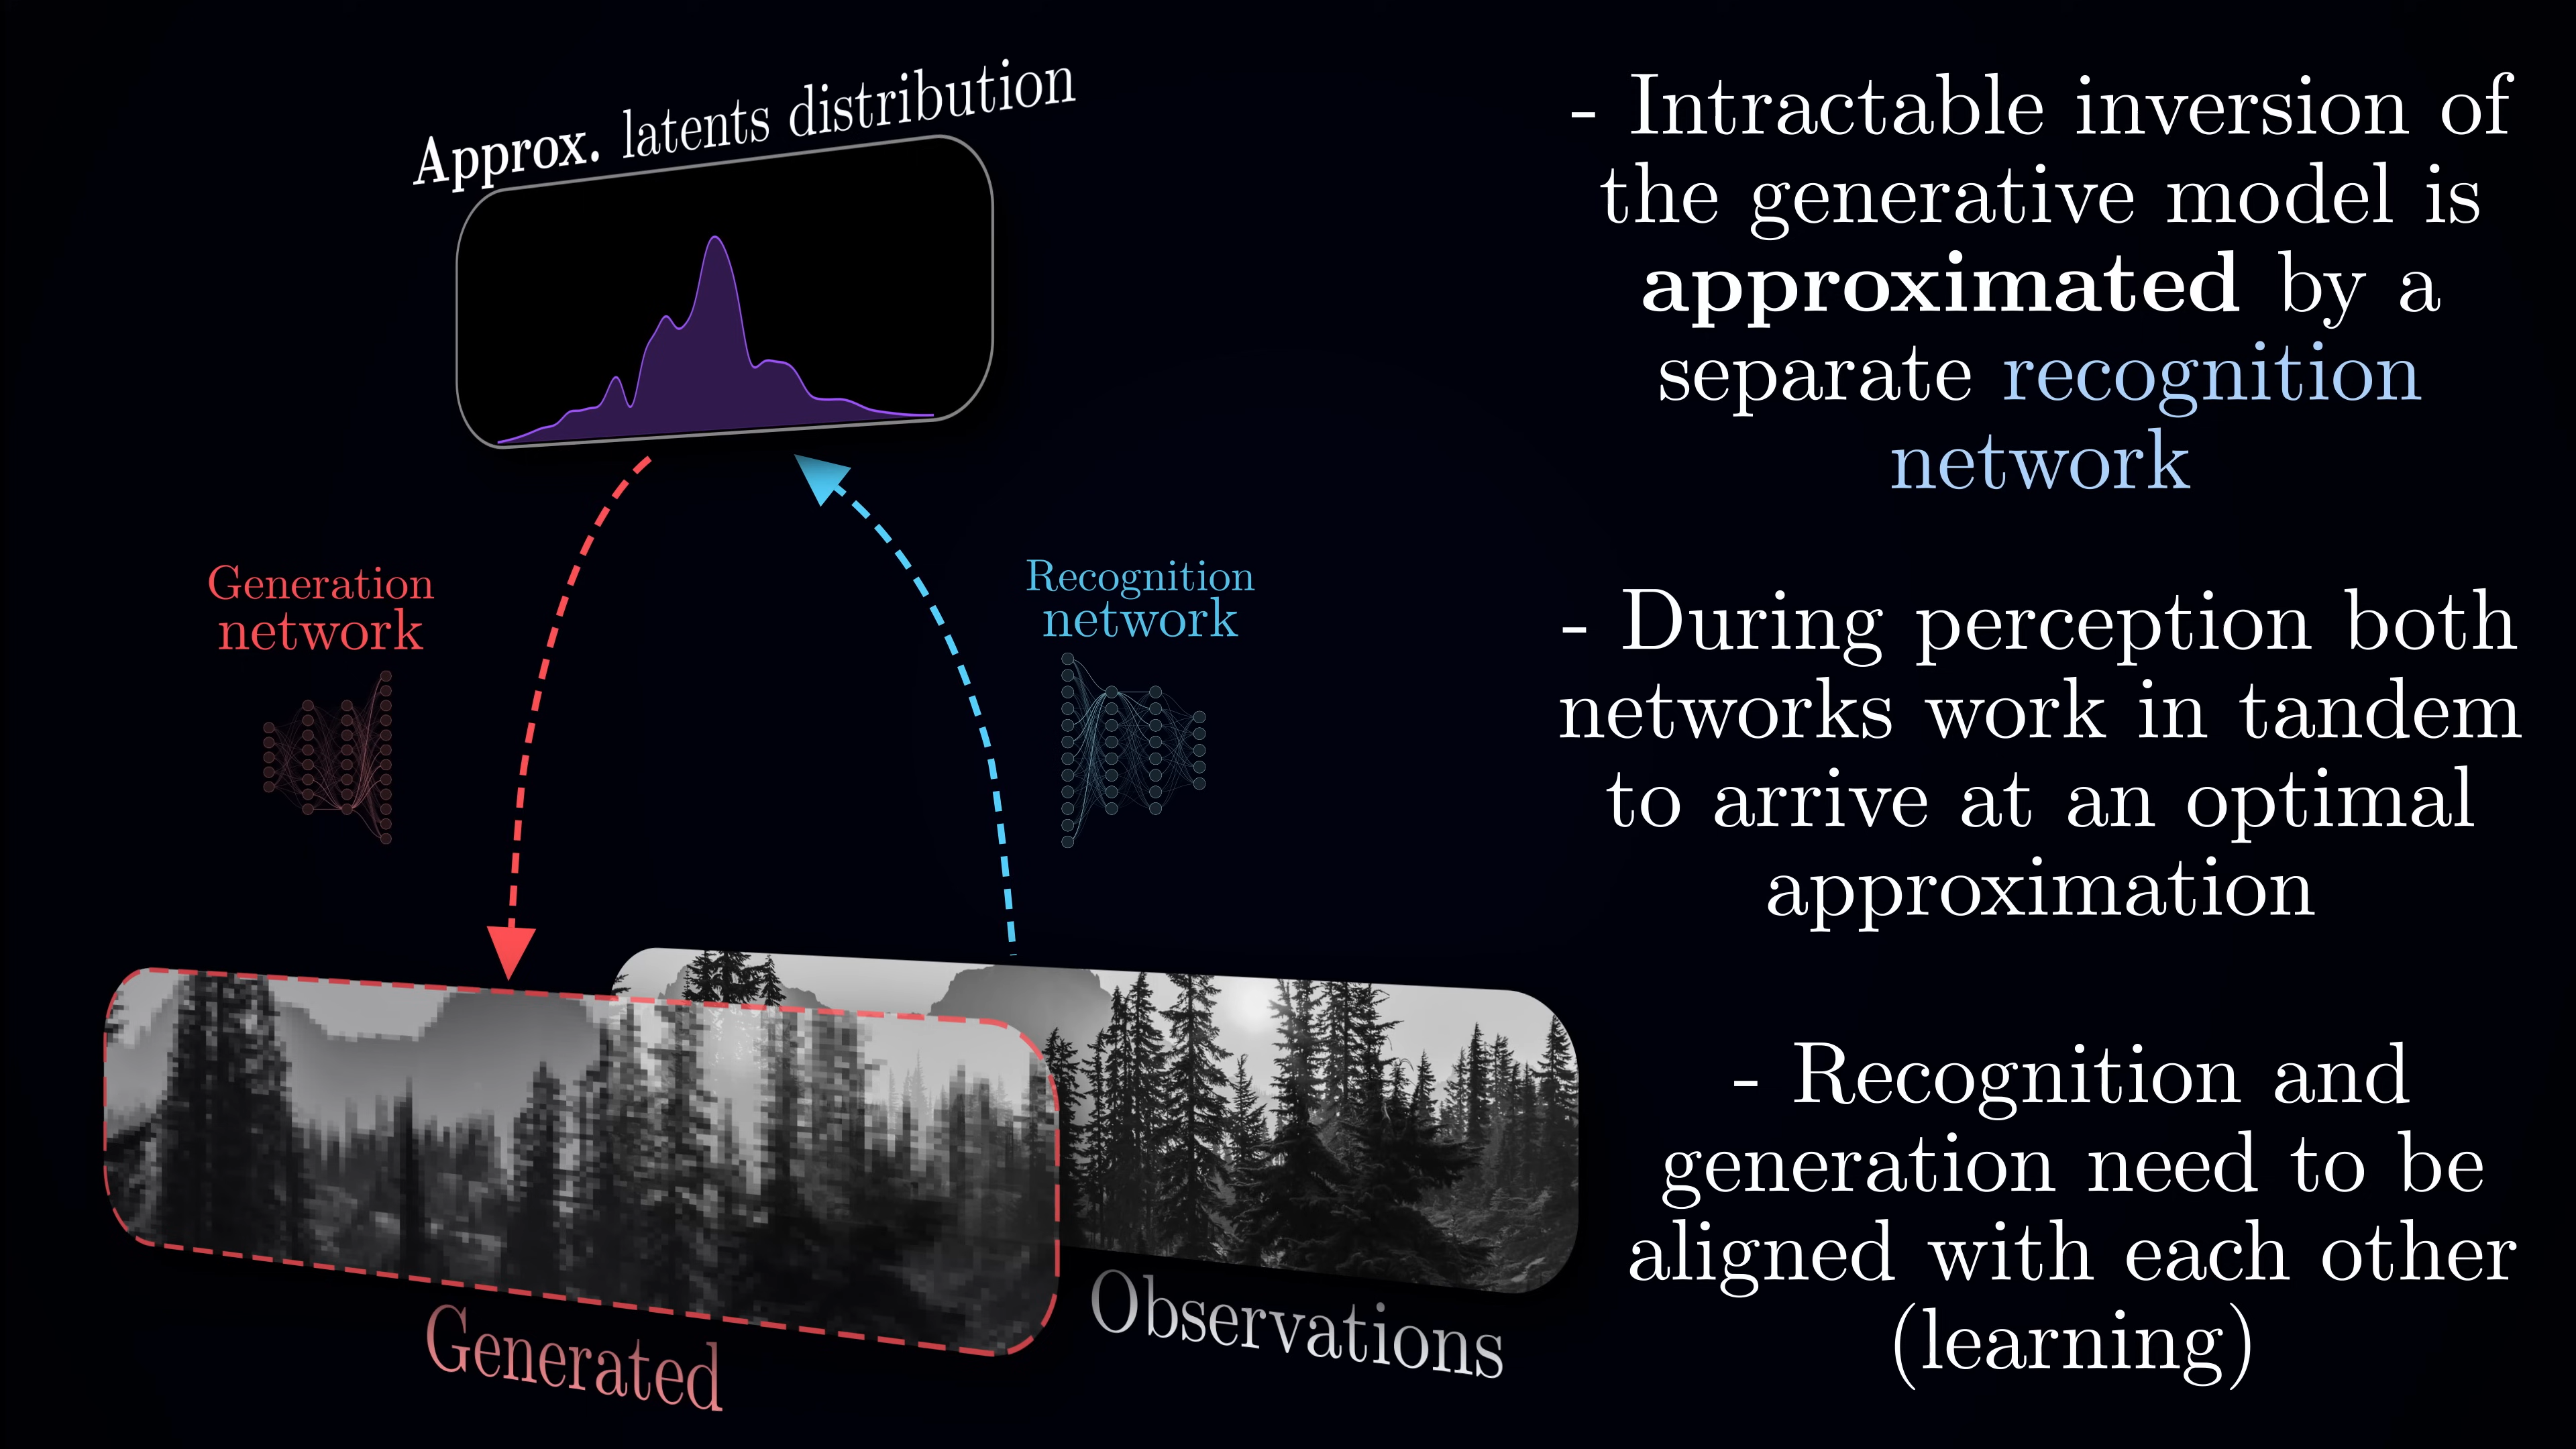 Approx. latents distribution
Generation
network
Recognition
network
Generated
Observations
- Intractable inversion of
the generative model is
approximated by a
separate recognition
network
- During perception both
networks work in tandem
to arrive at an optimal
approximation
- Recognition and
generation need to be
aligned with each other
(learning)